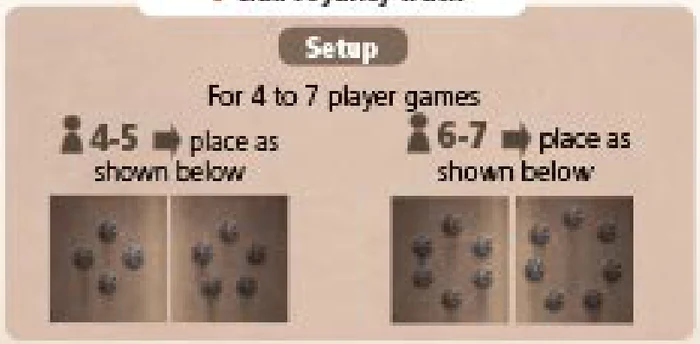 Setup
For 4 to 7 player games
4-5 place as
shown below
6-7 place as
shown below